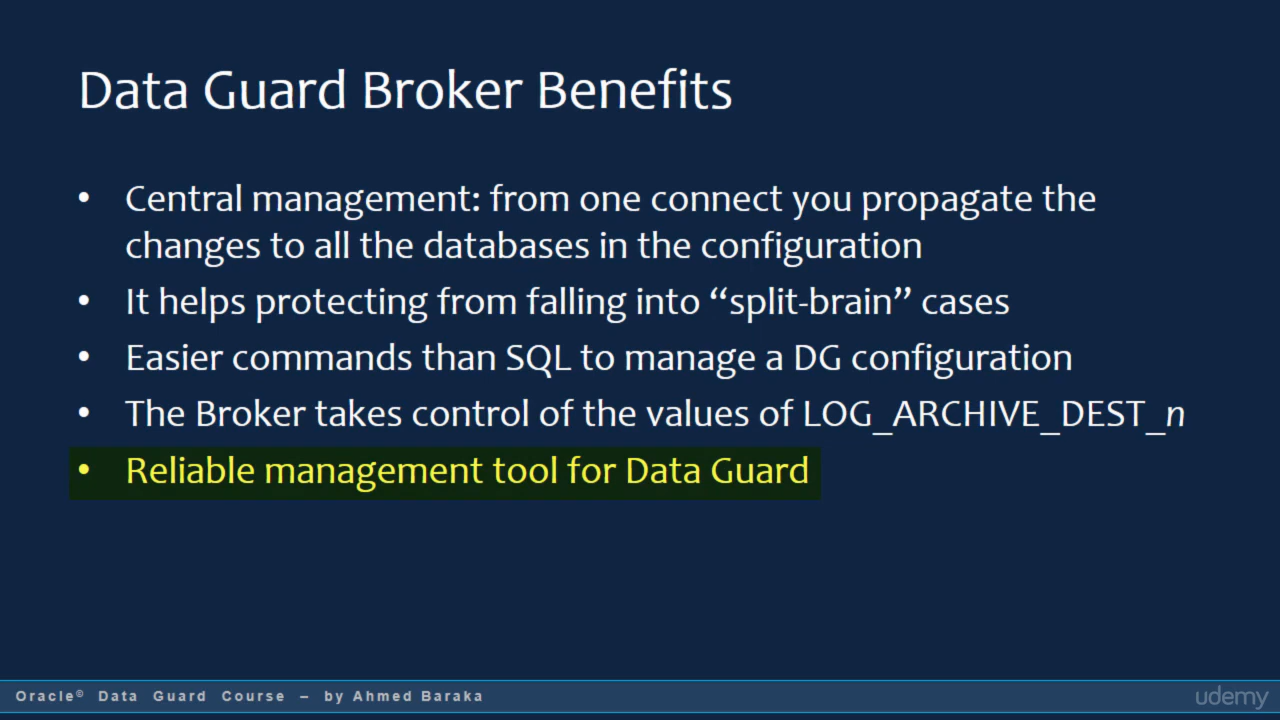 Data Guard Broker Benefits
• Central management: from one connect you propagate the
changes to all the databases in the configuration
• It helps protecting from falling into “split-brain” cases
• Easier commands than SQL to manage a DG configuration
• The Broker takes control of the values of LOG_ARCHIVE_DEST_n
• Reliable management tool for Data Guard
Oracle© Data Guard Course – by Ahmed Baraka
udemy